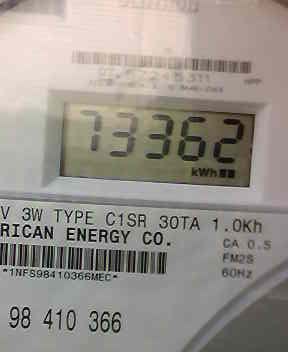 73362
kWh
V 3W TYPE C1SR 30TA 1.0Kh
RICAN ENERGY CO.
CA 0.5
FM2S
60Hz
*1NFS98410366MEC*
98 410 366